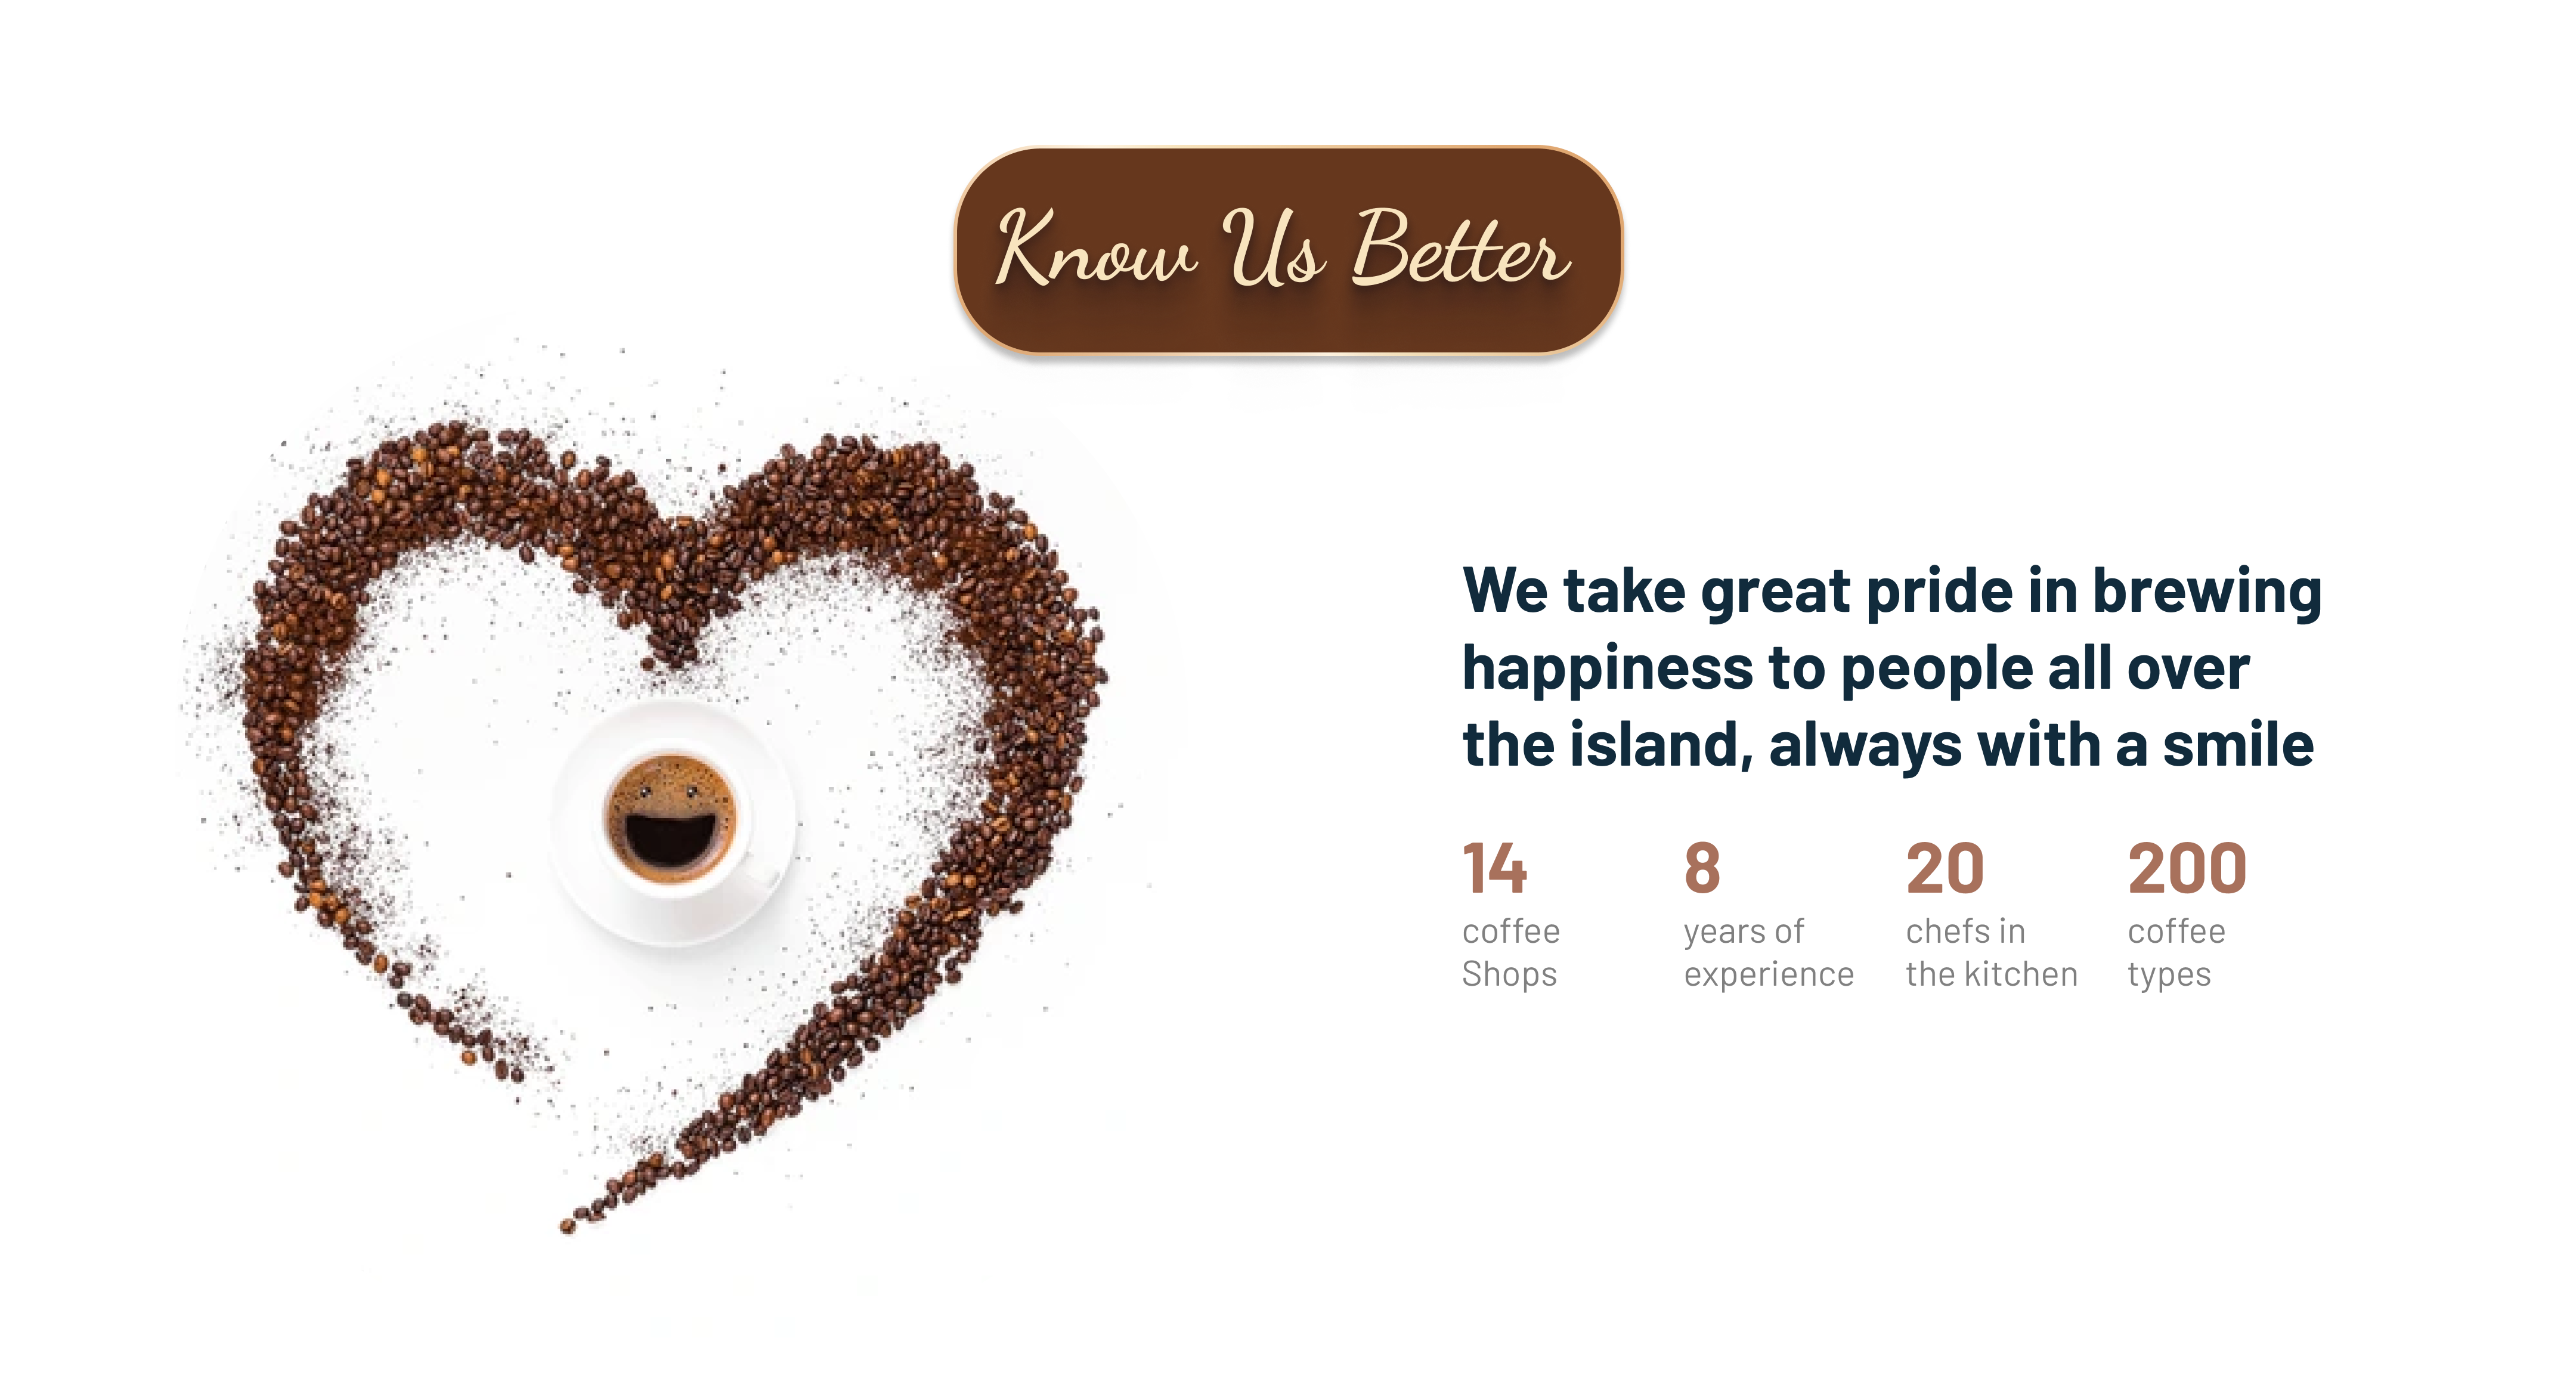 Know Us Better
We take great pride in brewing
happiness to people all over
the island, always with a smile
14
coffee
Shops
8
years of
experience
20
chefs in
the kitchen
200
coffee
types